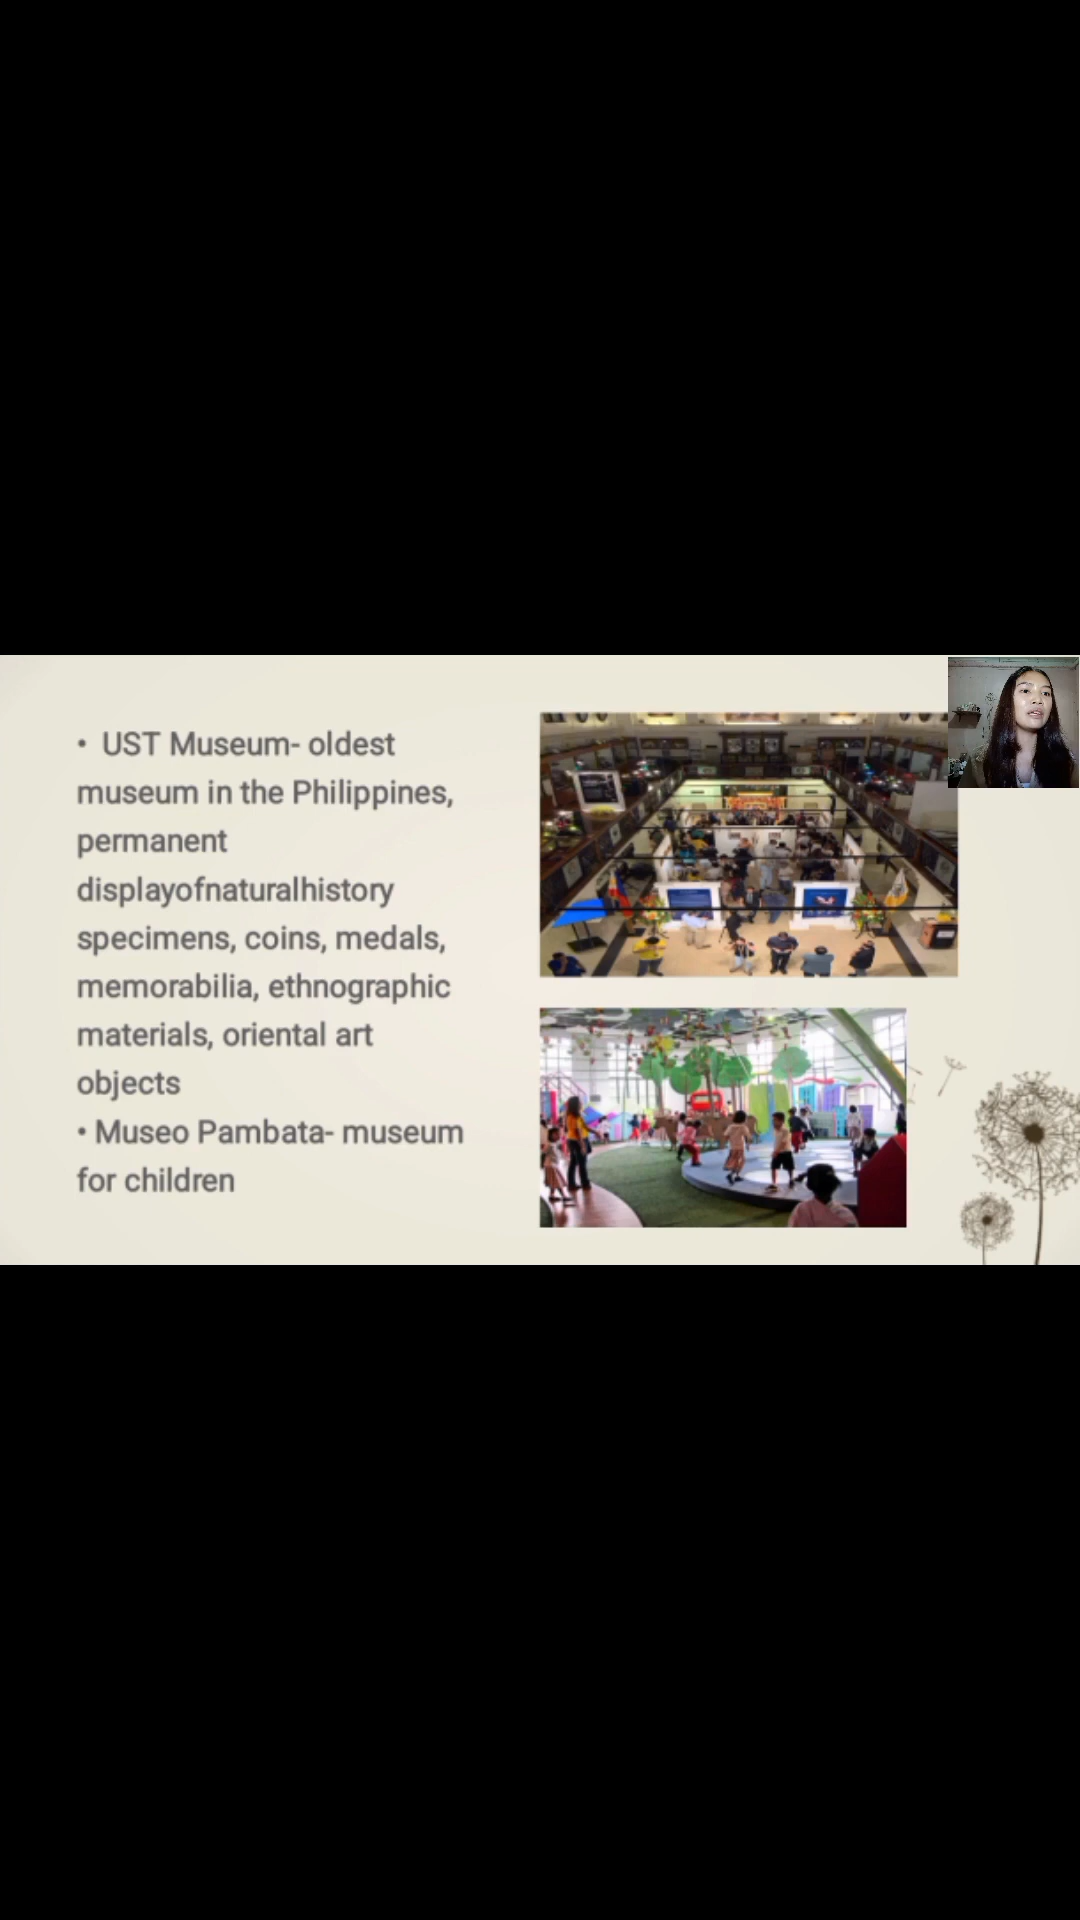 • UST Museum- oldest
museum in the Philippines,
permanent
displayofnaturalhistory
specimens, coins, medals,
memorabilia, ethnographic
materials, oriental art
objects
• Museo Pambata- museum
for children